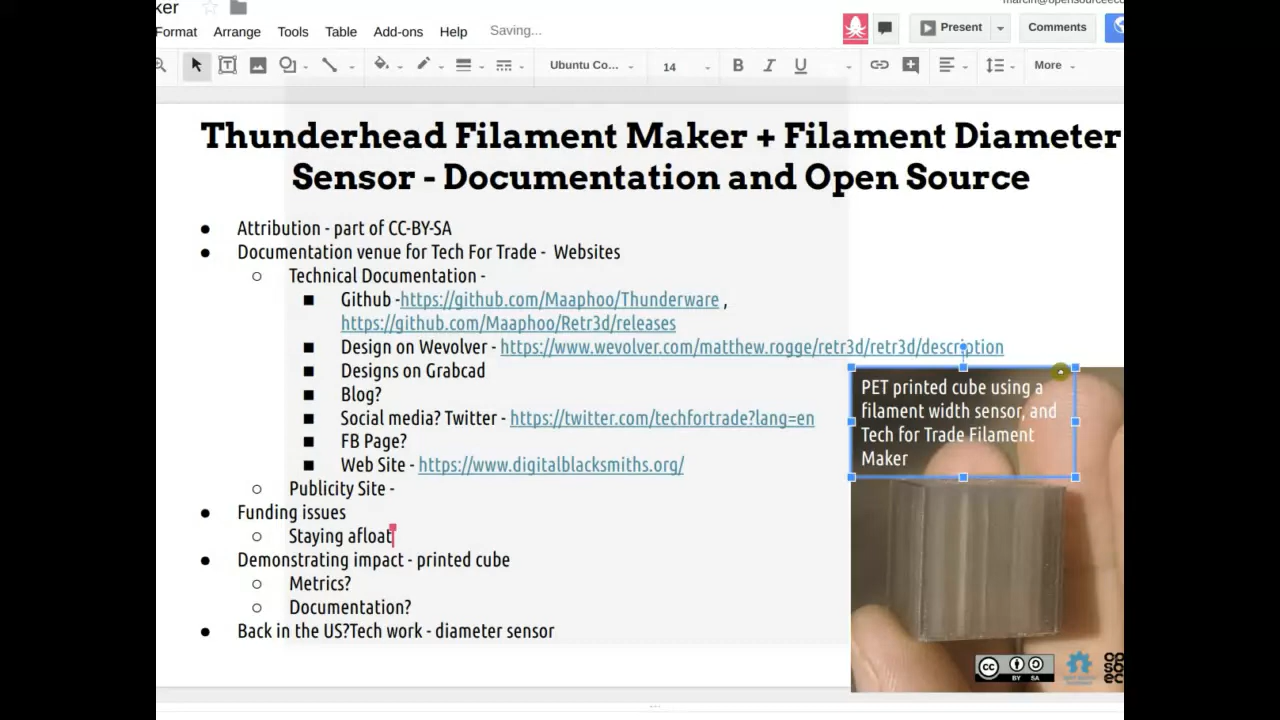 ker
Format Arrange Tools Table Add-ons Help Saving...
Present Comments
Ubuntu Co... 14 B I U More
Thunderhead Filament Maker + Filament Diameter
Sensor - Documentation and Open Source
● Attribution - part of CC-BY-SA
● Documentation venue for Tech For Trade - Websites
○ Technical Documentation -
■ Github -https://github.com/Maaphoo/Thunderware ,
https://github.com/Maaphoo/Retr3d/releases
■ Design on Wevolver - https://www.wevolver.com/matthew.rogge/retr3d/retr3d/description
■ Designs on Grabcad
■ Blog?
■ Social media? Twitter - https://twitter.com/techfortrade?lang=en
■ FB Page?
■ Web Site - https://www.digitalblacksmiths.org/
○ Publicity Site -
● Funding issues
○ Staying afloat
● Demonstrating impact - printed cube
○ Metrics?
○ Documentation?
● Back in the US?Tech work - diameter sensor
PET printed cube using a
filament width sensor, and
Tech for Trade Filament
Maker
cc BY SA